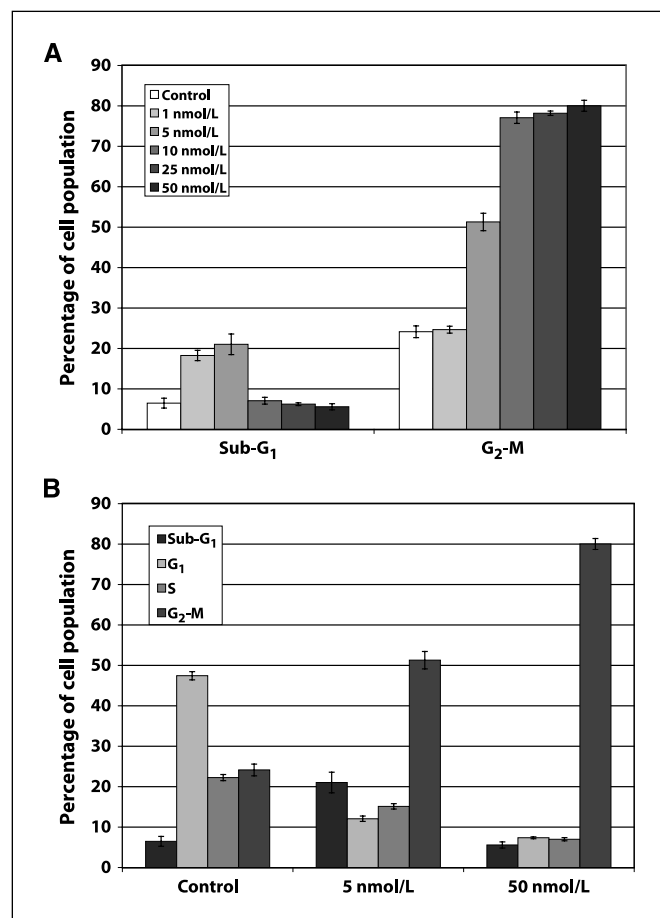 A
Percentage of cell population
90
80
70
60
50
40
30
20
10
0
Control
1 nmol/L
5 nmol/L
10 nmol/L
25 nmol/L
50 nmol/L
Sub-G₁
G₂-M
B
Percentage of cell population
90
80
70
60
50
40
30
20
10
0
Sub-G₁
G₁
S
G₂-M
Control
5 nmol/L
50 nmol/L